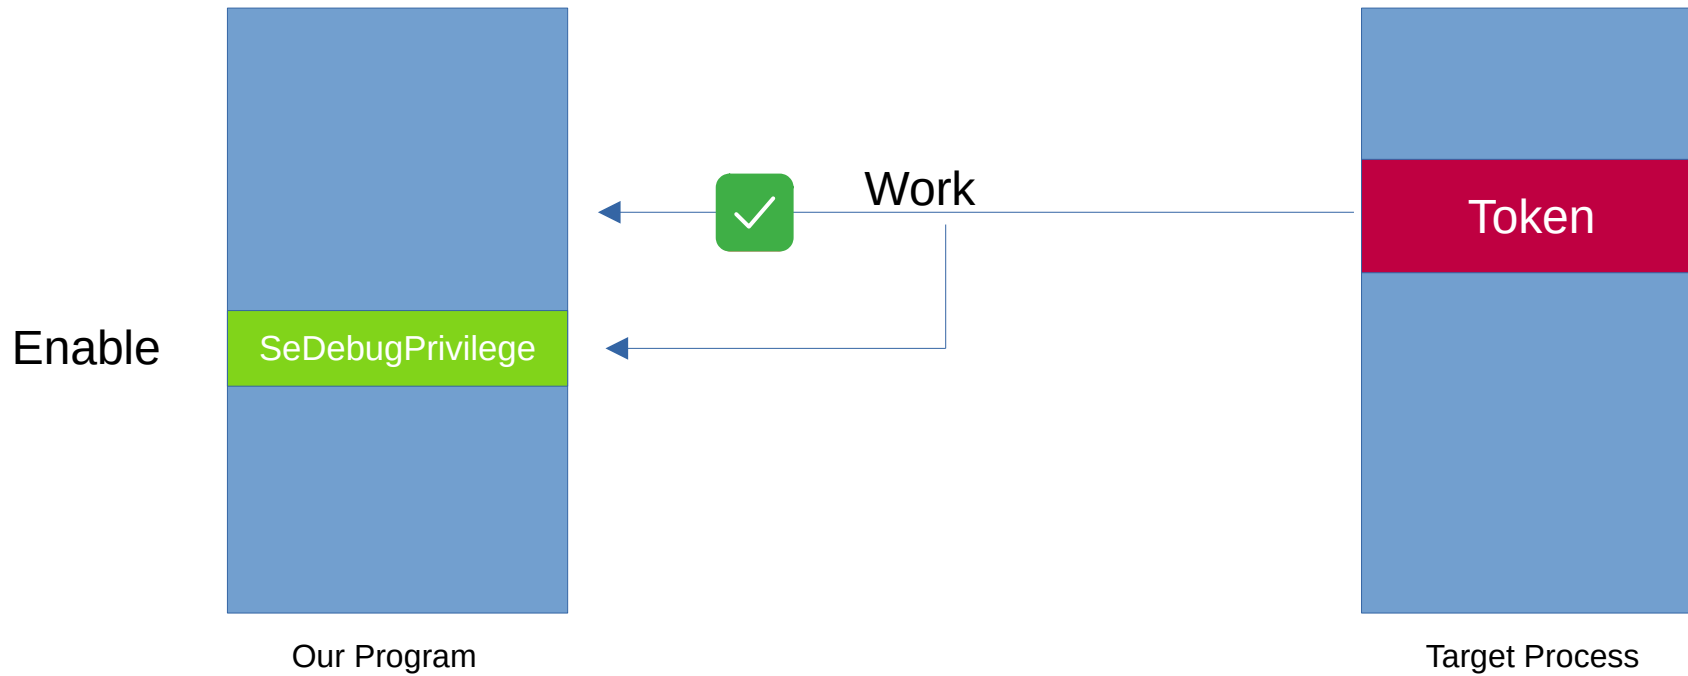 Work
Token
Enable
SeDebugPrivilege
Our Program
Target Process